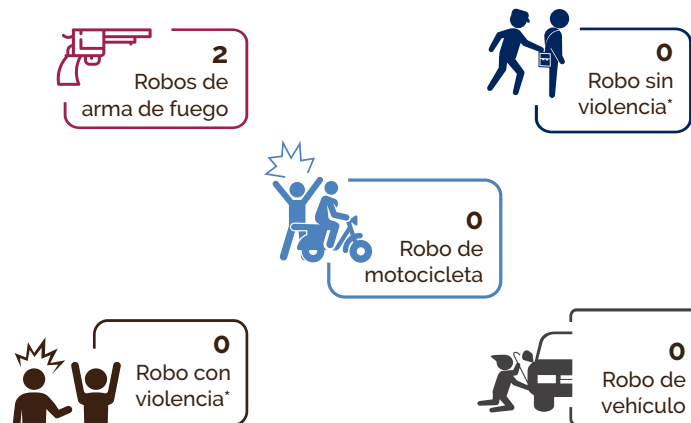 2
Robos de
arma de fuego
0
Robo sin
violencia*
0
Robo de
motocicleta
0
Robo con
violencia*
0
Robo de
vehículo